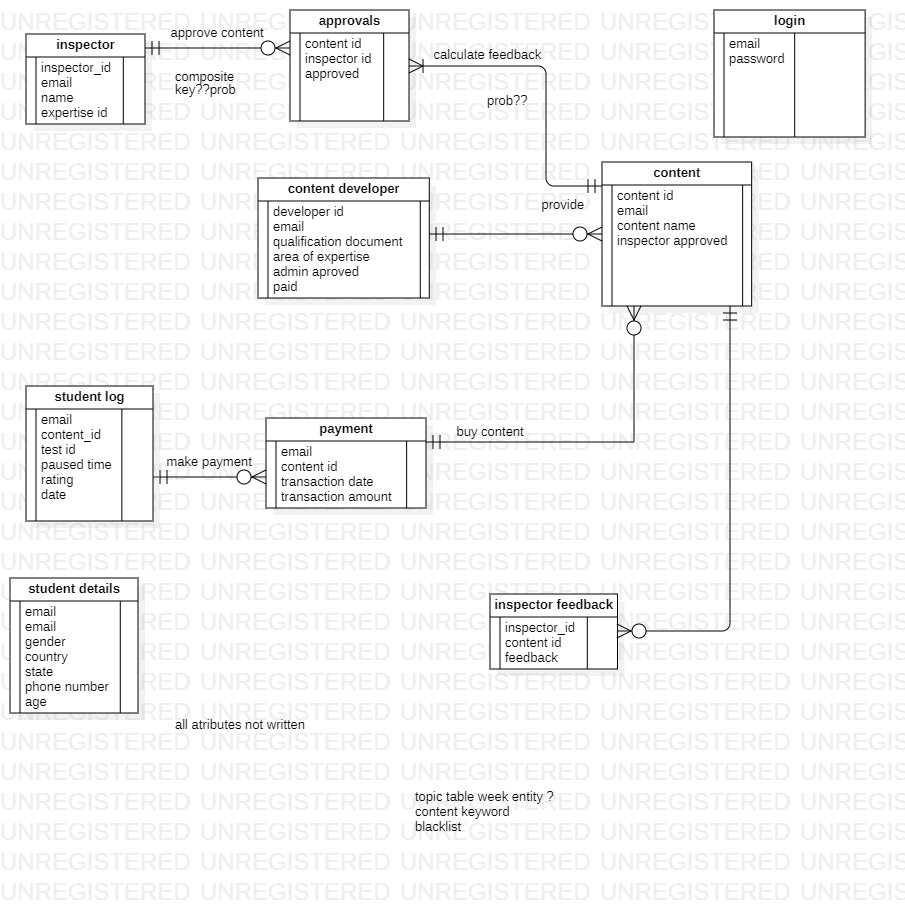 inspector
inspector_id
email
name
expertise id
approve content
composite
key??prob
approvals
content id
inspector id
approved
calculate feedback
prob??
login
email
password
content developer
developer id
email
qualification document
area of expertise
admin aproved
paid
provide
content
content id
email
content name
inspector approved
student log
email
content_id
test id
paused time
rating
date
make payment
payment
email
content id
transaction date
transaction amount
buy content
student details
email
email
gender
country
state
phone number
age
inspector feedback
inspector_id
content id
feedback
all atributes not written
topic table week entity ?
content keyword
blacklist
UNREGISTERED